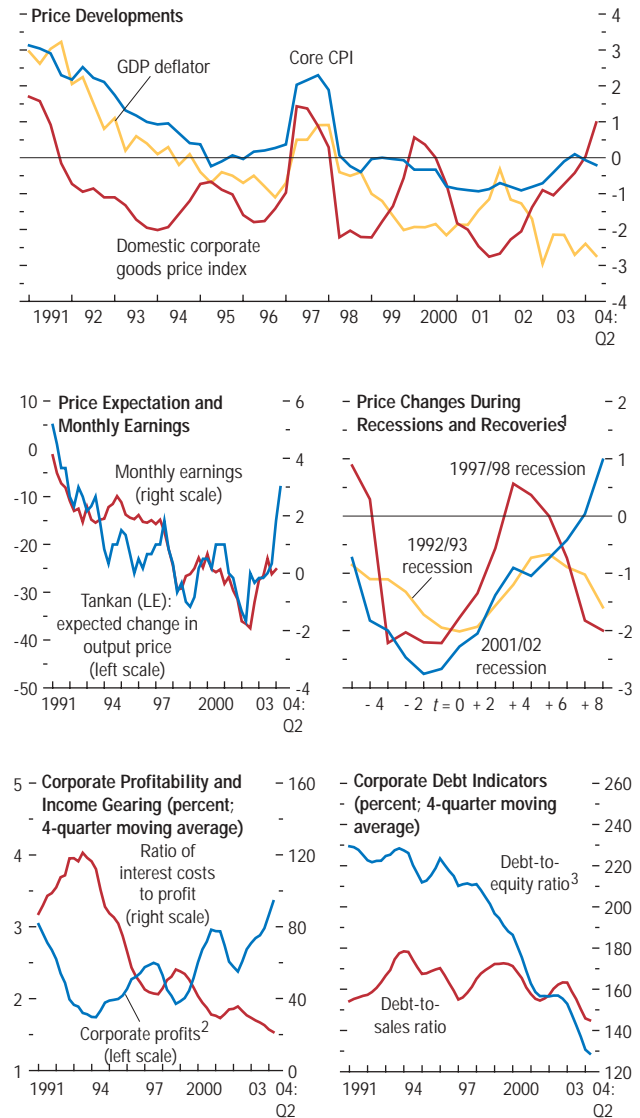 Price Developments
4
3
2
1
0
-1
-2
-3
-4
GDP deflator
Core CPI
Domestic corporate
goods price index
1991 92 93 94 95 96 97 98 99 2000 01 02 03 04:
Q2
Price Expectation and
Monthly Earnings
10
0
-10
-20
-30
-40
-50
6
4
2
0
-2
-4
Monthly earnings
(right scale)
Tankan (LE):
expected change in
output price
(left scale)
1991 94 97 2000 03 04:
Q2
Price Changes During
Recessions and Recoveries1
2
1
0
-1
-2
-3
1997/98 recession
1992/93
recession
2001/02
recession
- 4 - 2 t = 0 + 2 + 4 + 6 + 8
Corporate Profitability and
Income Gearing (percent;
4-quarter moving average)
5
4
3
2
1
160
120
80
40
0
Ratio of
interest costs
to profit
(right scale)
Corporate profits2
(left scale)
1991 94 97 2000 03 04:
Q2
Corporate Debt Indicators
(percent; 4-quarter moving
average)
260
240
220
200
180
160
140
120
Debt-to-
equity ratio3
Debt-to-
sales ratio
1991 94 97 2000 03 04:
Q2